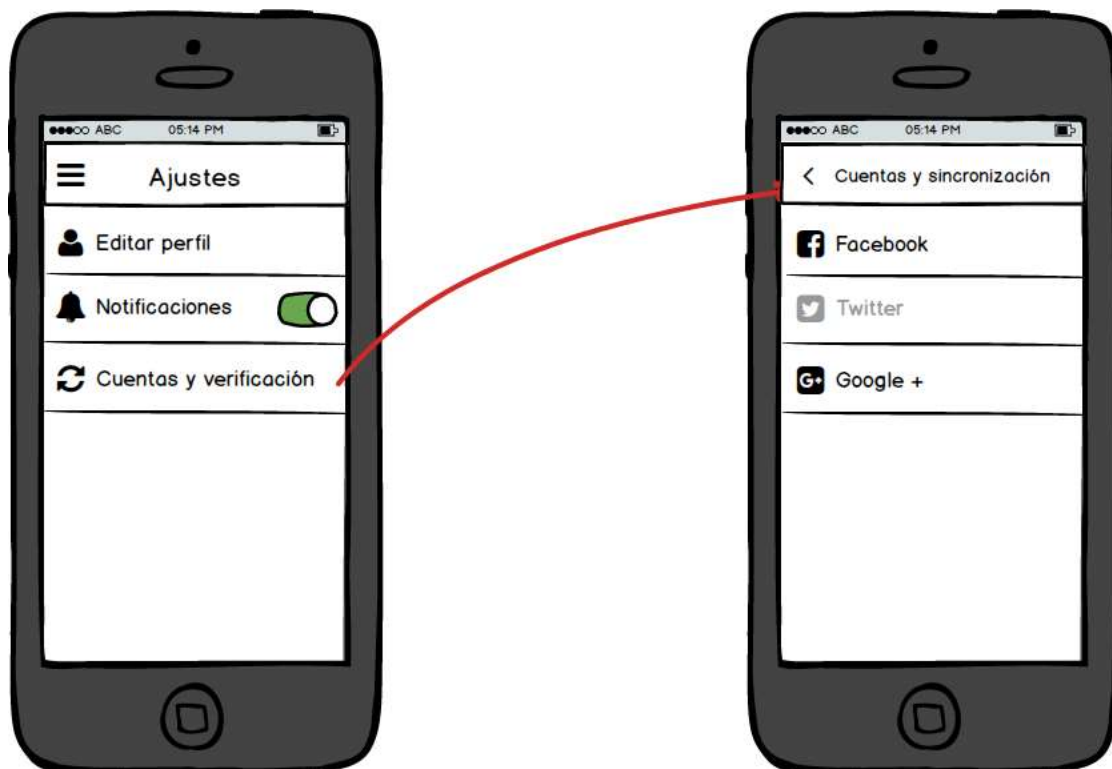 ABC 05:14 PM
Ajustes
Editar perfil
Notificaciones
Cuentas y verificación
ABC 05:14 PM
Cuentas y sincronización
Facebook
Twitter
G+ Google +